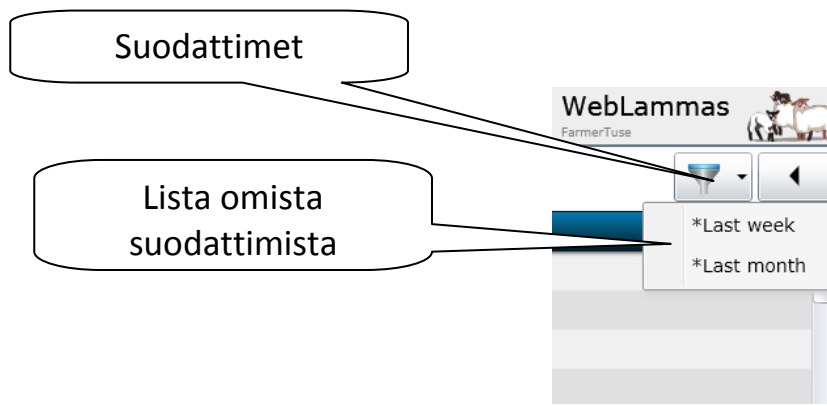 Suodattimet
WebLammas
FarmerTuse
Lista omista
suodattimista
*Last week
*Last month